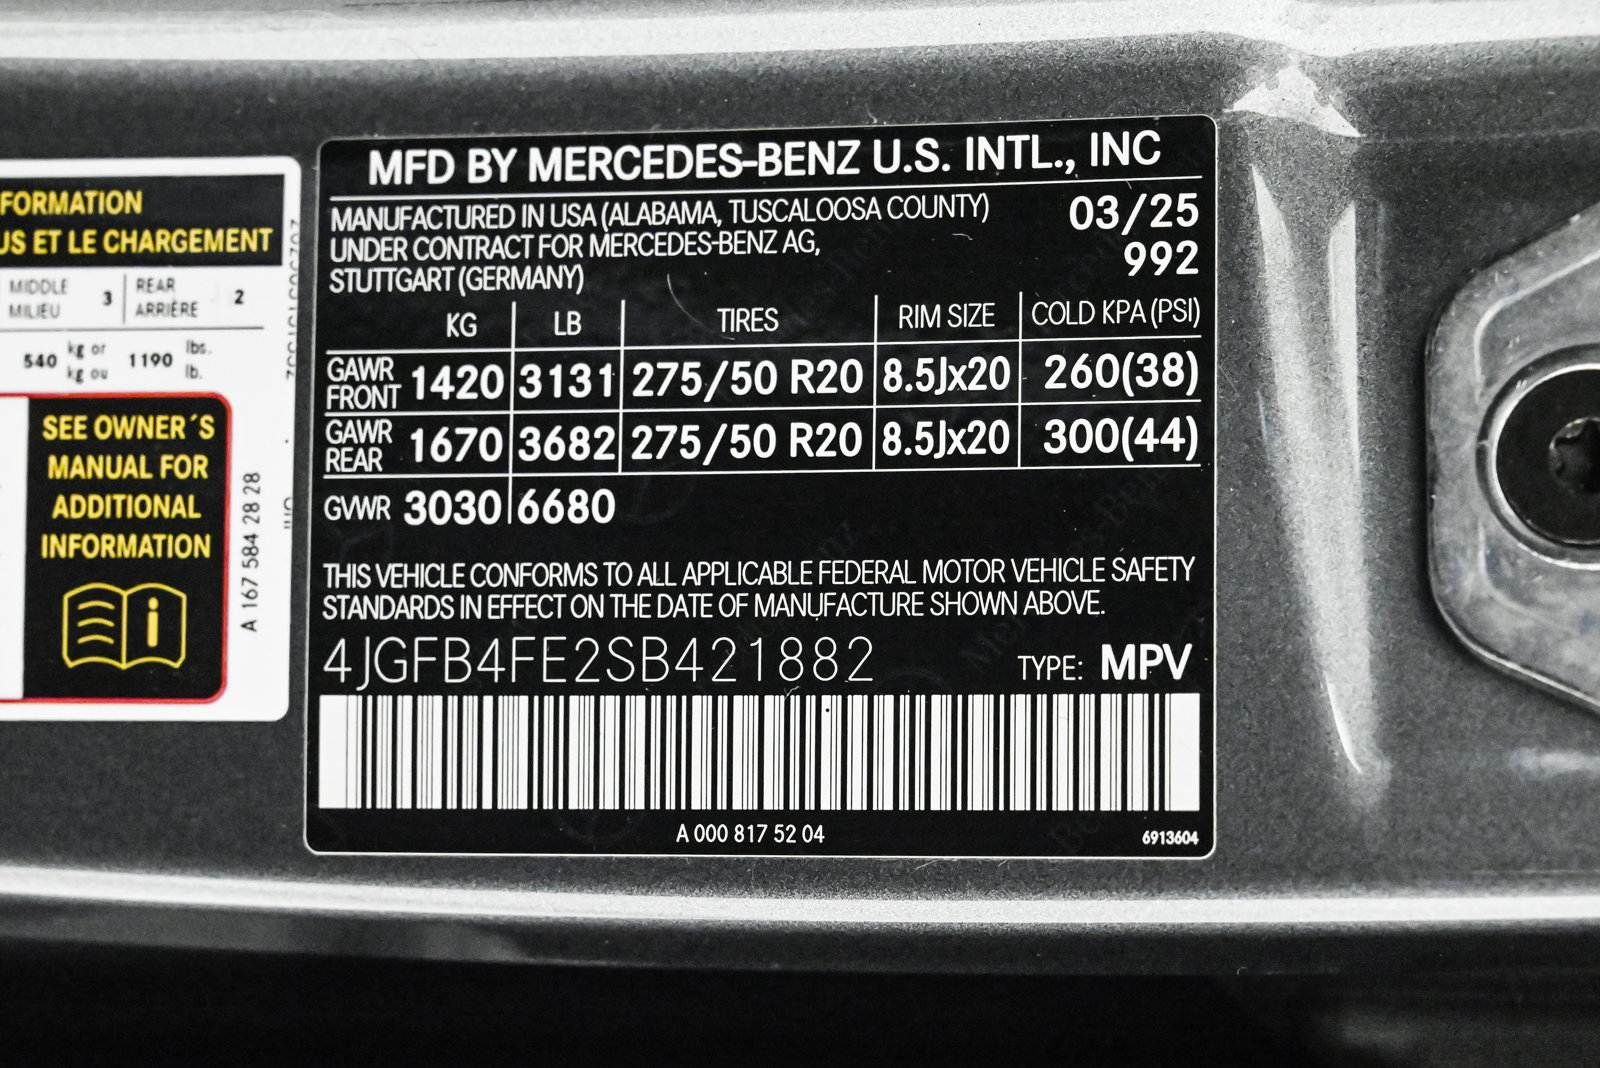 FORMATION
US ET LE CHARGEMENT
MIDDLE
MILIEU
3
REAR
ARRIÈRE
2
540 kg or 1190 lbs.
kg ou lb.
SEE OWNER´S
MANUAL FOR
ADDITIONAL
INFORMATION
A 167 584 28 28
MFD BY MERCEDES-BENZ U.S. INTL., INC
MANUFACTURED IN USA (ALABAMA, TUSCALOOSA COUNTY) 03/25
UNDER CONTRACT FOR MERCEDES-BENZ AG, 992
STUTTGART (GERMANY)
KG LB TIRES RIM SIZE COLD KPA (PSI)
GAWR FRONT 1420 3131 275/50 R20 8.5Jx20 260(38)
GAWR REAR 1670 3682 275/50 R20 8.5Jx20 300(44)
GVWR 3030 6680
THIS VEHICLE CONFORMS TO ALL APPLICABLE FEDERAL MOTOR VEHICLE SAFETY
STANDARDS IN EFFECT ON THE DATE OF MANUFACTURE SHOWN ABOVE.
4JGFB4FE2SB421882 TYPE: MPV
A 000 817 52 04
6913604